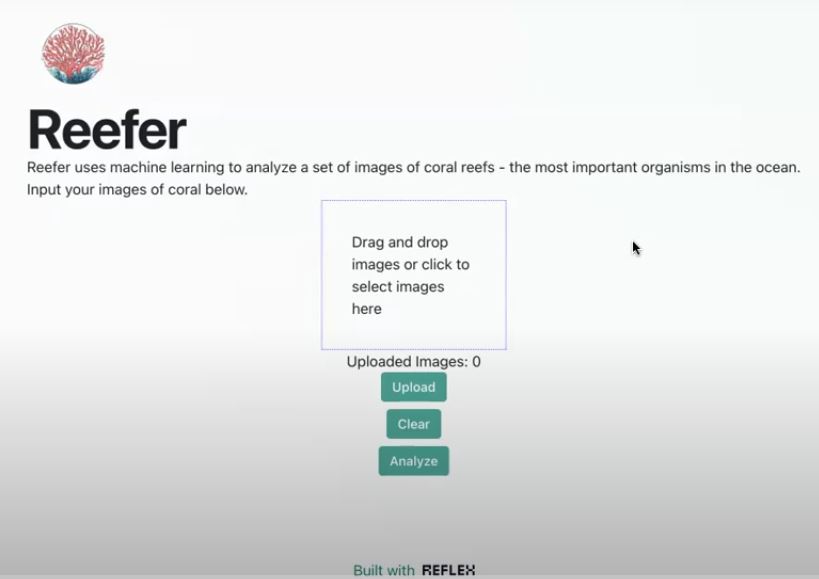 Reefer
Reefer uses machine learning to analyze a set of images of coral reefs - the most important organisms in the ocean.
Input your images of coral below.
Drag and drop
images or click to
select images
here
Uploaded Images: 0
Upload
Clear
Analyze
Built with REFLEX